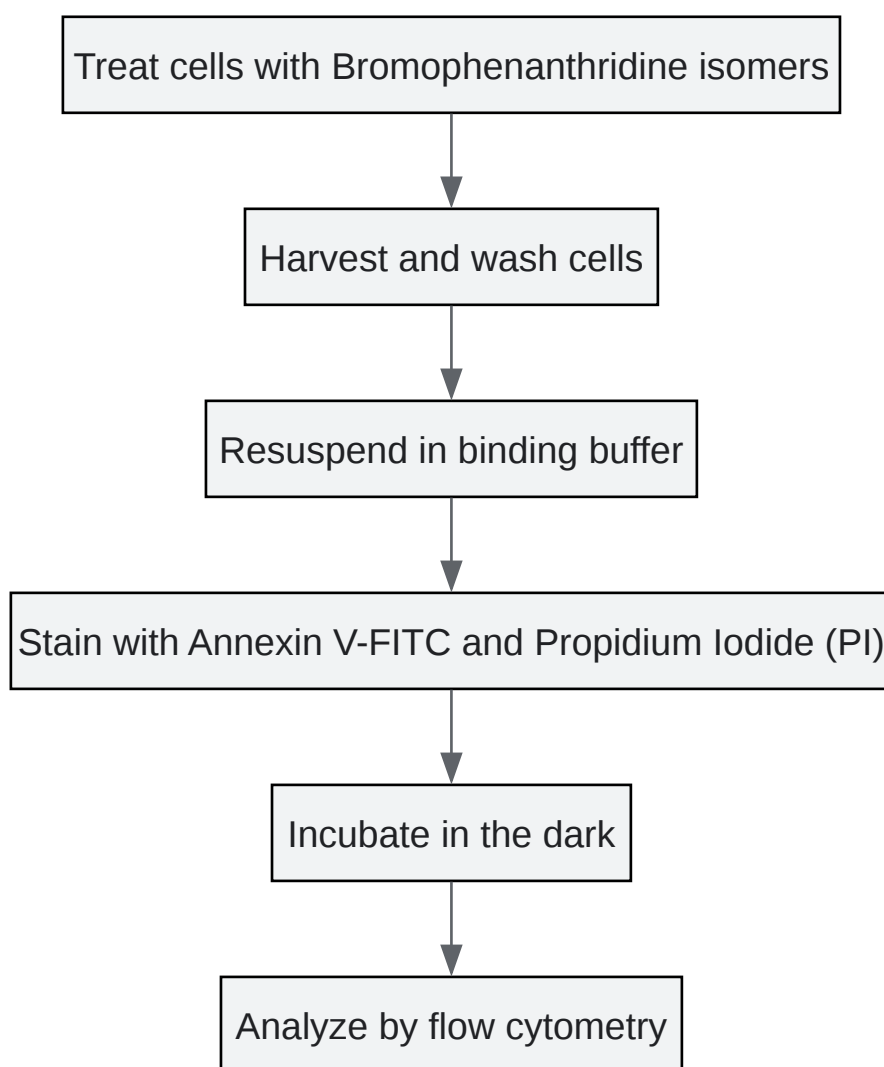 Treat cells with Bromophenanthridine isomers
Harvest and wash cells
Resuspend in binding buffer
Stain with Annexin V-FITC and Propidium Iodide (PI)
Incubate in the dark
Analyze by flow cytometry